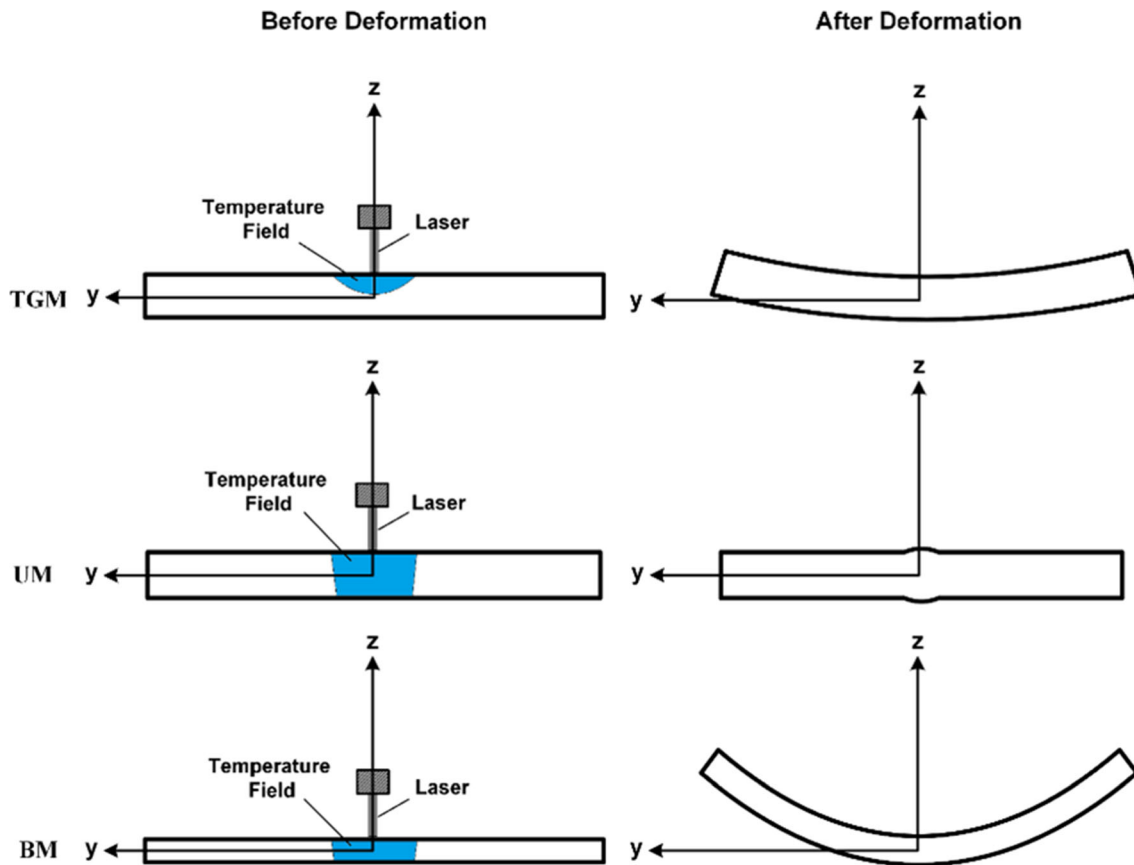 Before Deformation
After Deformation
z
z
Temperature
Field
Laser
TGM
y
y
z
z
Temperature
Field
Laser
UM
y
y
z
z
Temperature
Field
Laser
BM
y
y